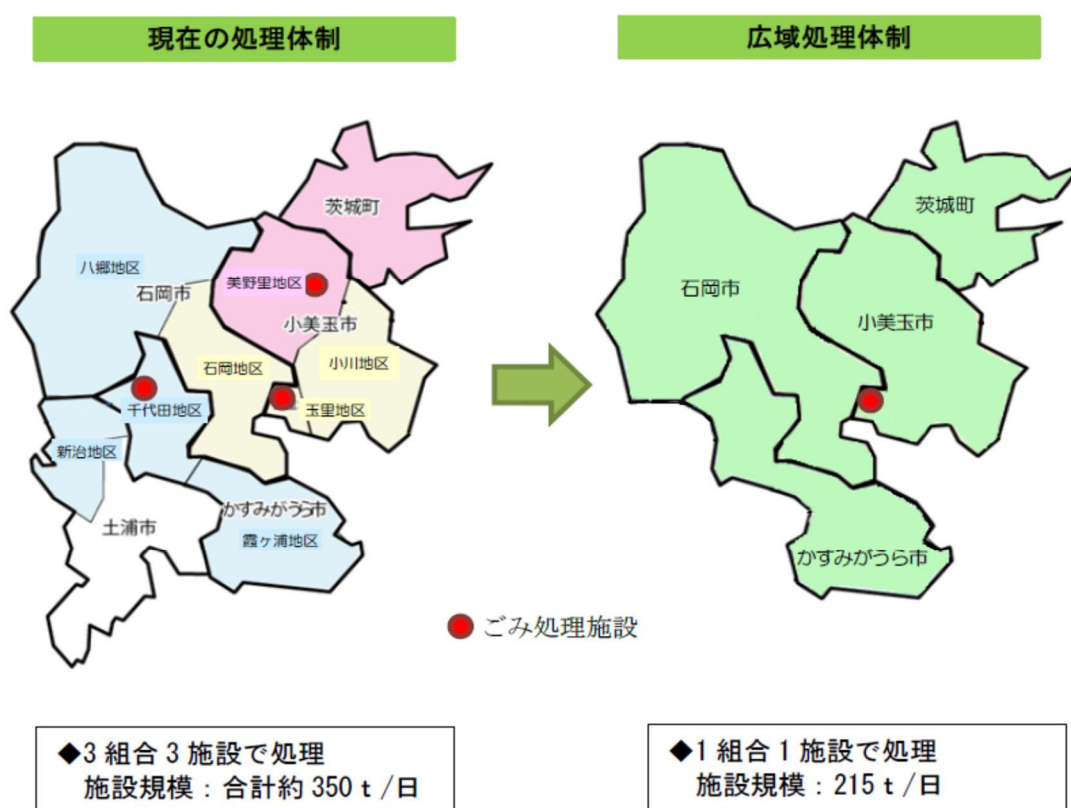 現在の処理体制
広域処理体制
茨城町
八郷地区
石岡市
美野里地区
小美玉市
石岡地区
小川地区
千代田地区
玉里地区
新治地区
土浦市
かすみがうら市
霞ヶ浦地区
茨城町
石岡市
小美玉市
かすみがうら市
ごみ処理施設
◆3組合3施設で処理
施設規模：合計約350t/日
◆1組合1施設で処理
施設規模：215t/日